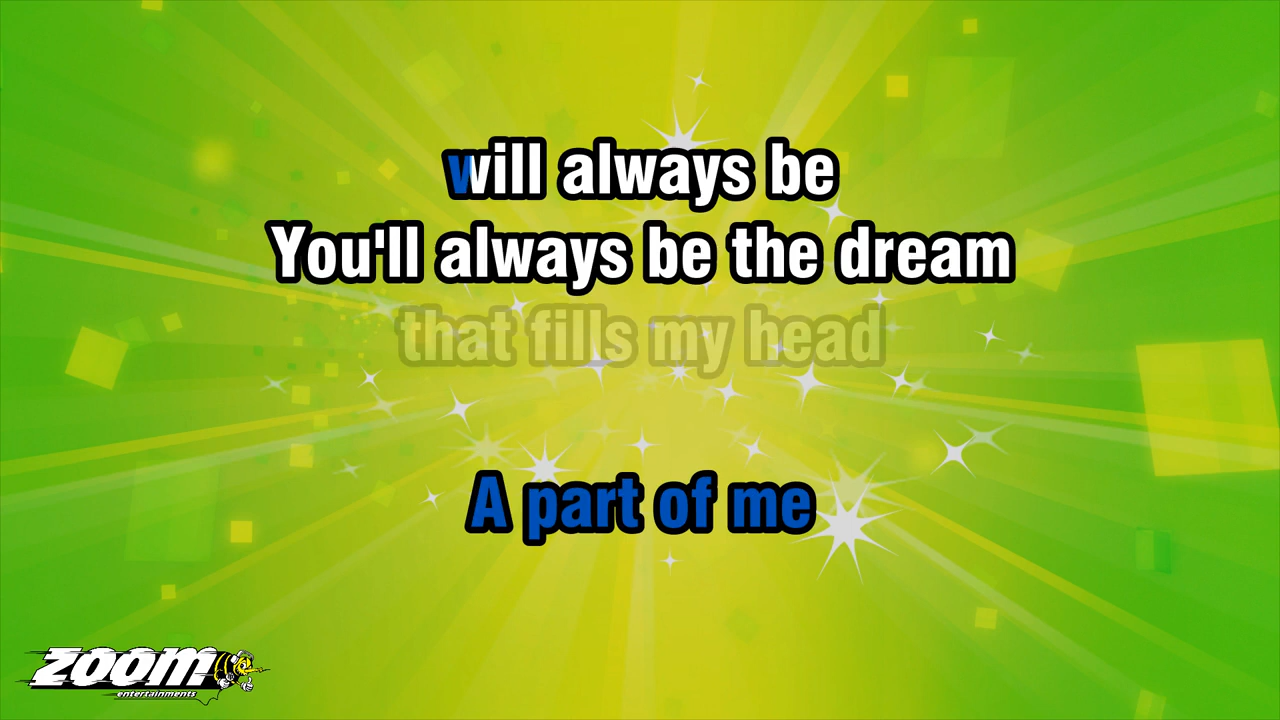 will always be
You'll always be the dream
that fills my head
A part of me
zoom
entertainments